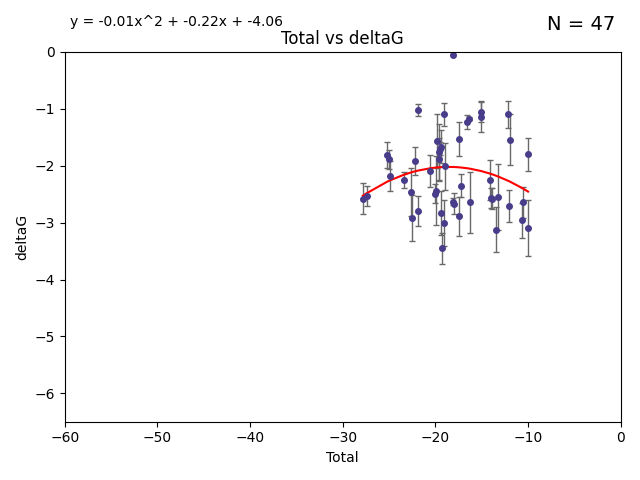 y = -0.01x^2 + -0.22x + -4.06
N = 47
Total vs deltaG
0
−1
−2
−3
−4
−5
−6
deltaG
−60 −50 −40 −30 −20 −10 0
Total